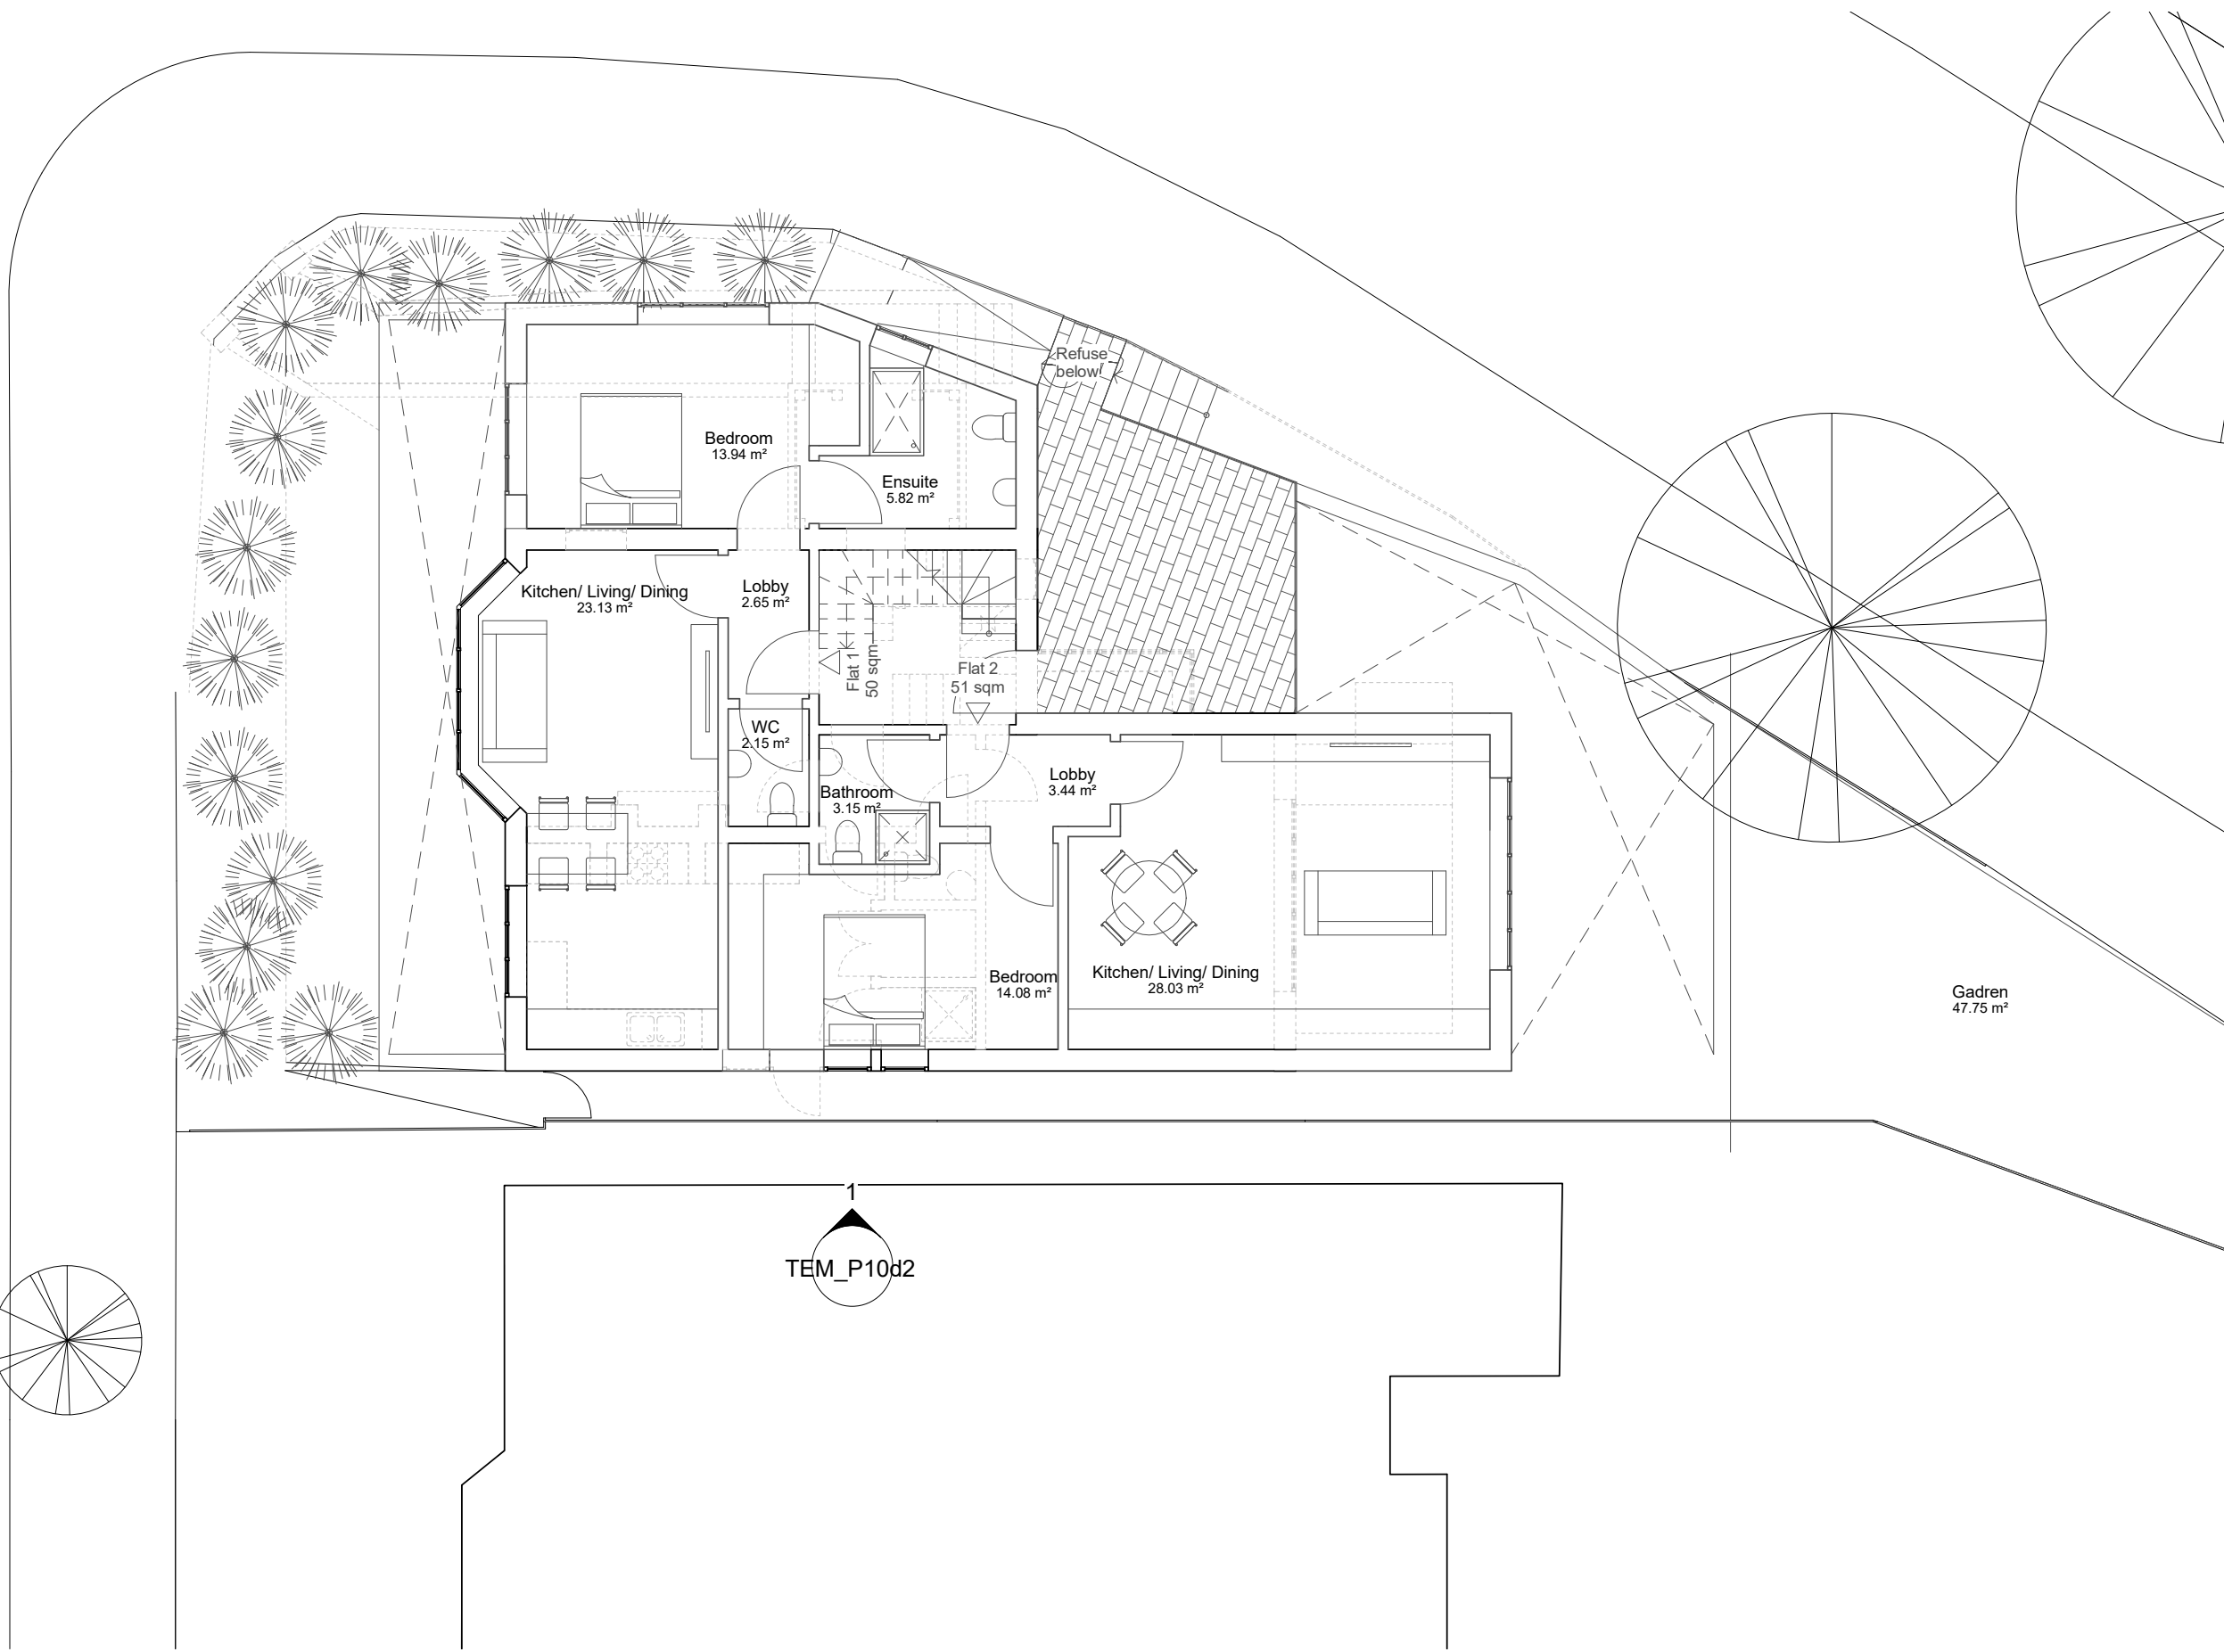 Refuse
below
Bedroom
13.94 m²
Ensuite
5.82 m²
Kitchen/ Living/ Dining
23.13 m²
Lobby
2.65 m²
Flat 1
50 sqm
Flat 2
51 sqm
WC
2.15 m²
Bathroom
3.15 m²
Lobby
3.44 m²
Bedroom
14.08 m²
Kitchen/ Living/ Dining
28.03 m²
Gadren
47.75 m²
1
TEM_P10d2